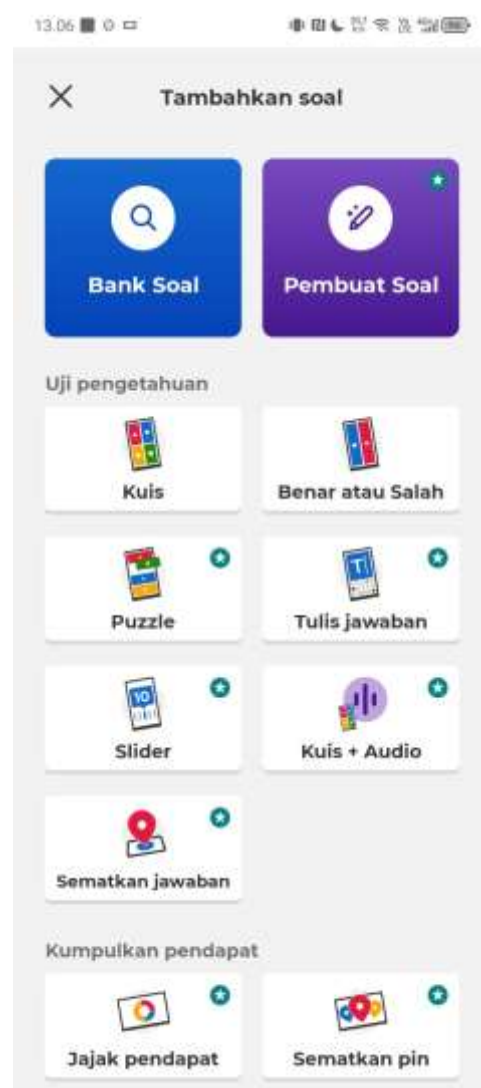 13.06
Tambahkan soal
Bank Soal
Pembuat Soal
Uji pengetahuan
Kuis
Benar atau Salah
Puzzle
Tulis jawaban
10
Slider
Kuis + Audio
Sematkan jawaban
Kumpulkan pendapat
Jajak pendapat
Sematkan pin